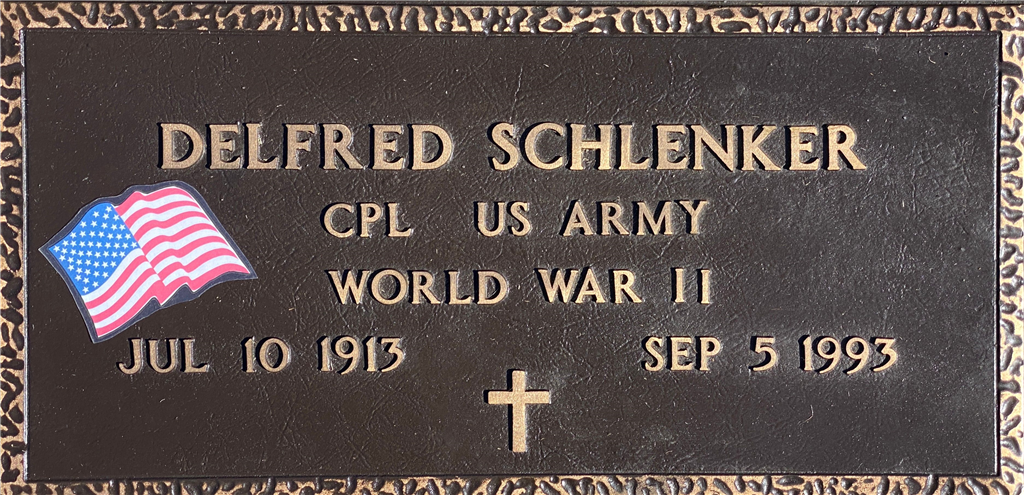 DELFRED SCHLENKER
CPL US ARMY
WORLD WAR II
JUL 10 1913 SEP 5 1993